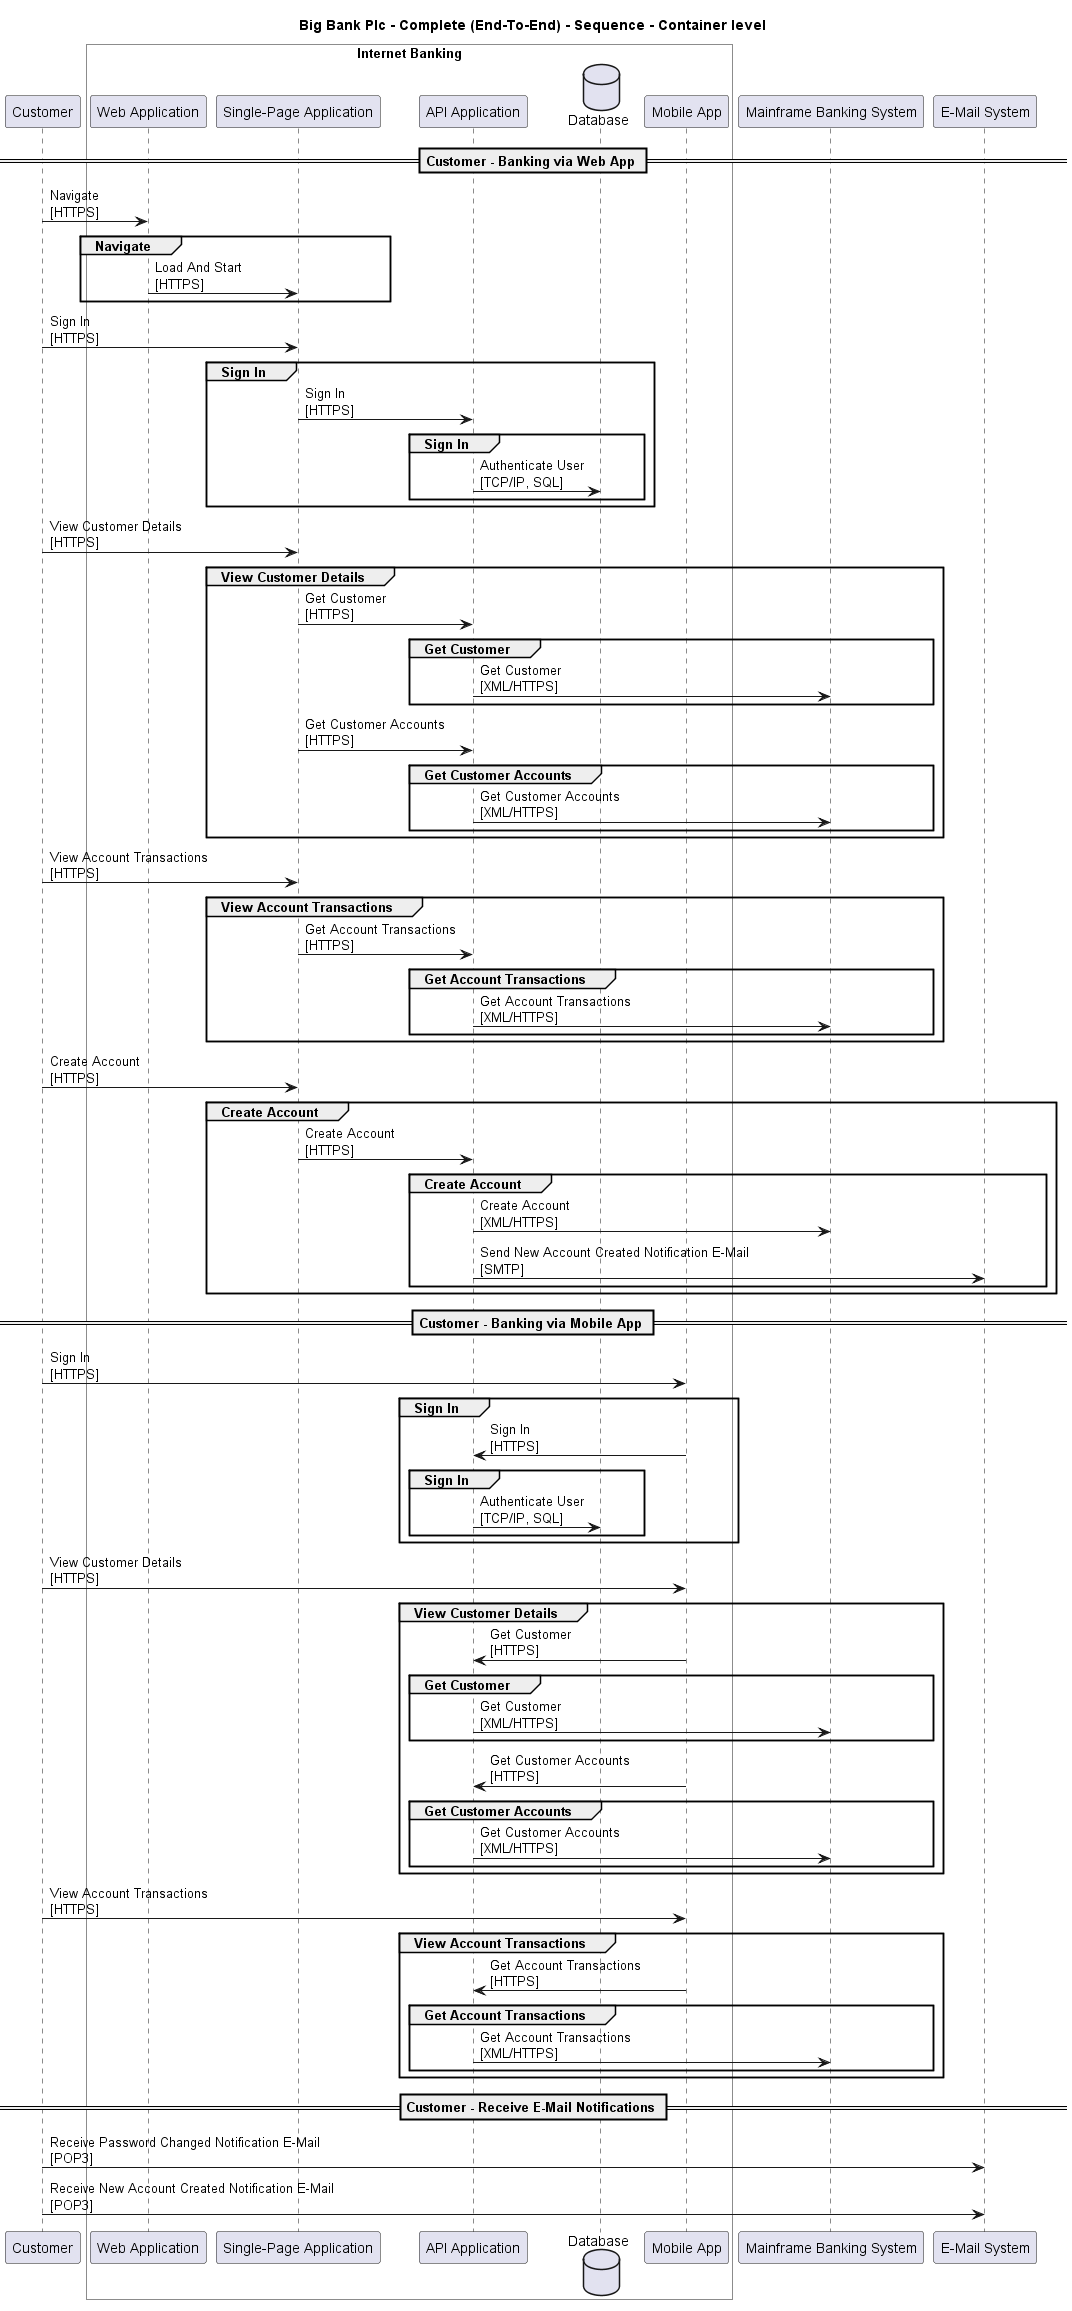 Big Bank Plc - Complete (End-To-End) - Sequence - Container level
Internet Banking
Customer
Web Application
Single-Page Application
API Application
Database
Mobile App
Mainframe Banking System
E-Mail System
Customer - Banking via Web App
Navigate
[HTTPS]
Navigate
Load And Start
[HTTPS]
Sign In
[HTTPS]
Sign In
Sign In
[HTTPS]
Sign In
Authenticate User
[TCP/IP, SQL]
View Customer Details
[HTTPS]
View Customer Details
Get Customer
[HTTPS]
Get Customer
Get Customer
[XML/HTTPS]
Get Customer Accounts
[HTTPS]
Get Customer Accounts
Get Customer Accounts
[XML/HTTPS]
View Account Transactions
[HTTPS]
View Account Transactions
Get Account Transactions
[HTTPS]
Get Account Transactions
Get Account Transactions
[XML/HTTPS]
Create Account
[HTTPS]
Create Account
Create Account
[HTTPS]
Create Account
Create Account
[XML/HTTPS]
Send New Account Created Notification E-Mail
[SMTP]
Customer - Banking via Mobile App
Sign In
[HTTPS]
Sign In
Sign In
[HTTPS]
Sign In
Authenticate User
[TCP/IP, SQL]
View Customer Details
[HTTPS]
View Customer Details
Get Customer
[HTTPS]
Get Customer
Get Customer
[XML/HTTPS]
Get Customer Accounts
[HTTPS]
Get Customer Accounts
Get Customer Accounts
[XML/HTTPS]
View Account Transactions
[HTTPS]
View Account Transactions
Get Account Transactions
[HTTPS]
Get Account Transactions
Get Account Transactions
[XML/HTTPS]
Customer - Receive E-Mail Notifications
Receive Password Changed Notification E-Mail
[POP3]
Receive New Account Created Notification E-Mail
[POP3]
Customer
Web Application
Single-Page Application
API Application
Database
Mobile App
Mainframe Banking System
E-Mail System